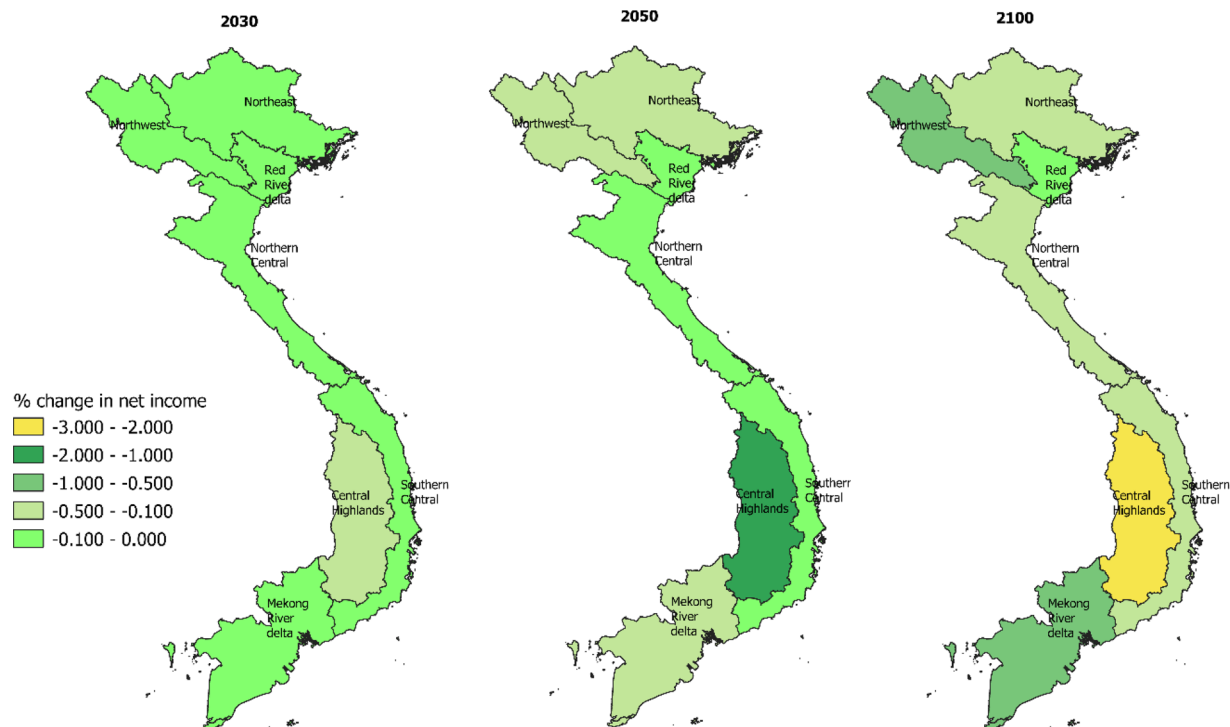 2030
2050
2100
Northeast
Northwest
Red
River
delta
Northern
Central
Southern
Central
Central
Highlands
Mekong
River
delta
Northeast
Northwest
Red
River
delta
Northern
Central
Southern
Central
Central
Highlands
Mekong
River
delta
Northeast
Northwest
Red
River
delta
Northern
Central
Southern
Central
Central
Highlands
Mekong
River
delta
% change in net income
-3.000 - -2.000
-2.000 - -1.000
-1.000 - -0.500
-0.500 - -0.100
-0.100 - 0.000